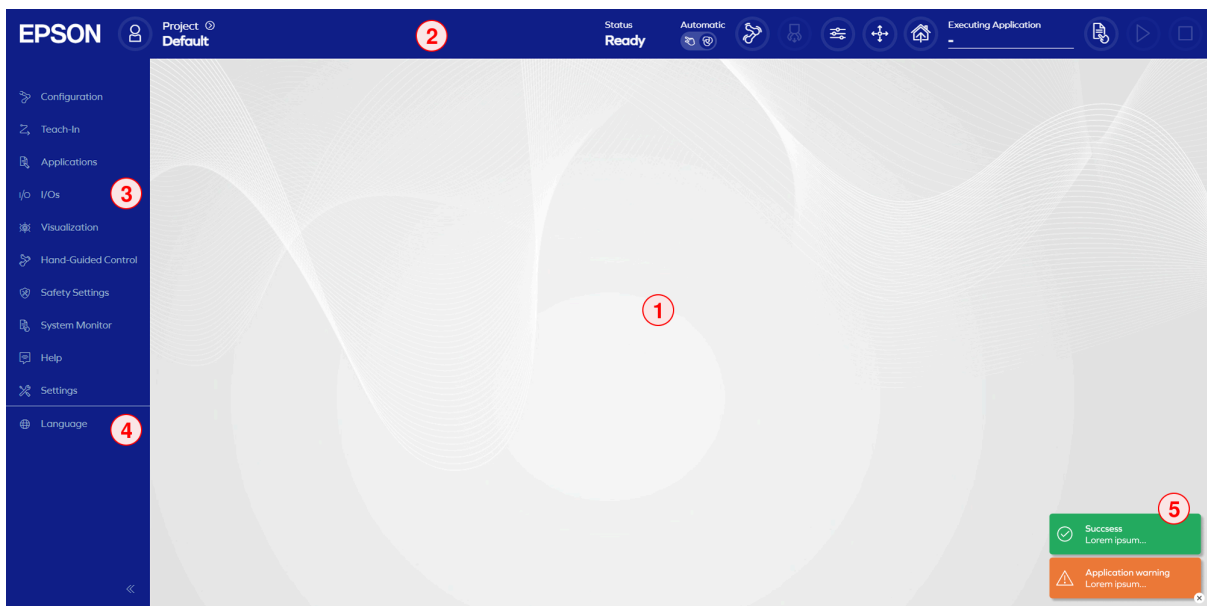 EPSON
Project
Default
2
Status
Ready
Automatic
Executing Application
-
Configuration
Teach-In
Applications
I/O I/Os
3
Visualization
Hand-Guided Control
Safety Settings
System Monitor
Help
Settings
Language
4
1
5
Succsess
Lorem ipsum...
Application warning
Lorem ipsum...